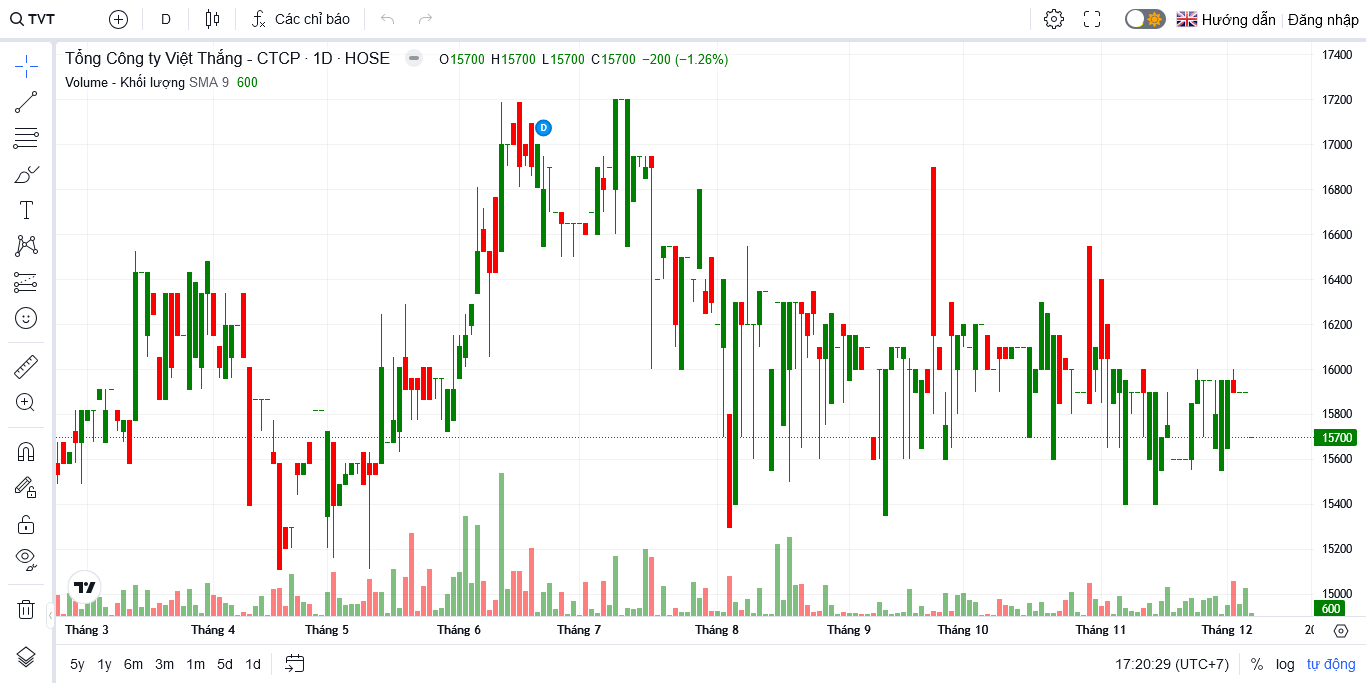 TVT D Các chỉ báo Hướng dẫn Đăng nhập
Tổng Công ty Việt Thắng - CTCP · 1D · HOSE O15700 H15700 L15700 C15700 −200 (−1.26%)
Volume - Khối lượng SMA 9 600
17400
17200
D
17000
16800
16600
16400
16200
16000
15800
15700
15600
15400
15200
15000
600
Tháng 3 Tháng 4 Tháng 5 Tháng 6 Tháng 7 Tháng 8 Tháng 9 Tháng 10 Tháng 11 Tháng 12
5y 1y 6m 3m 1m 5d 1d 17:20:29 (UTC+7) % log tự động